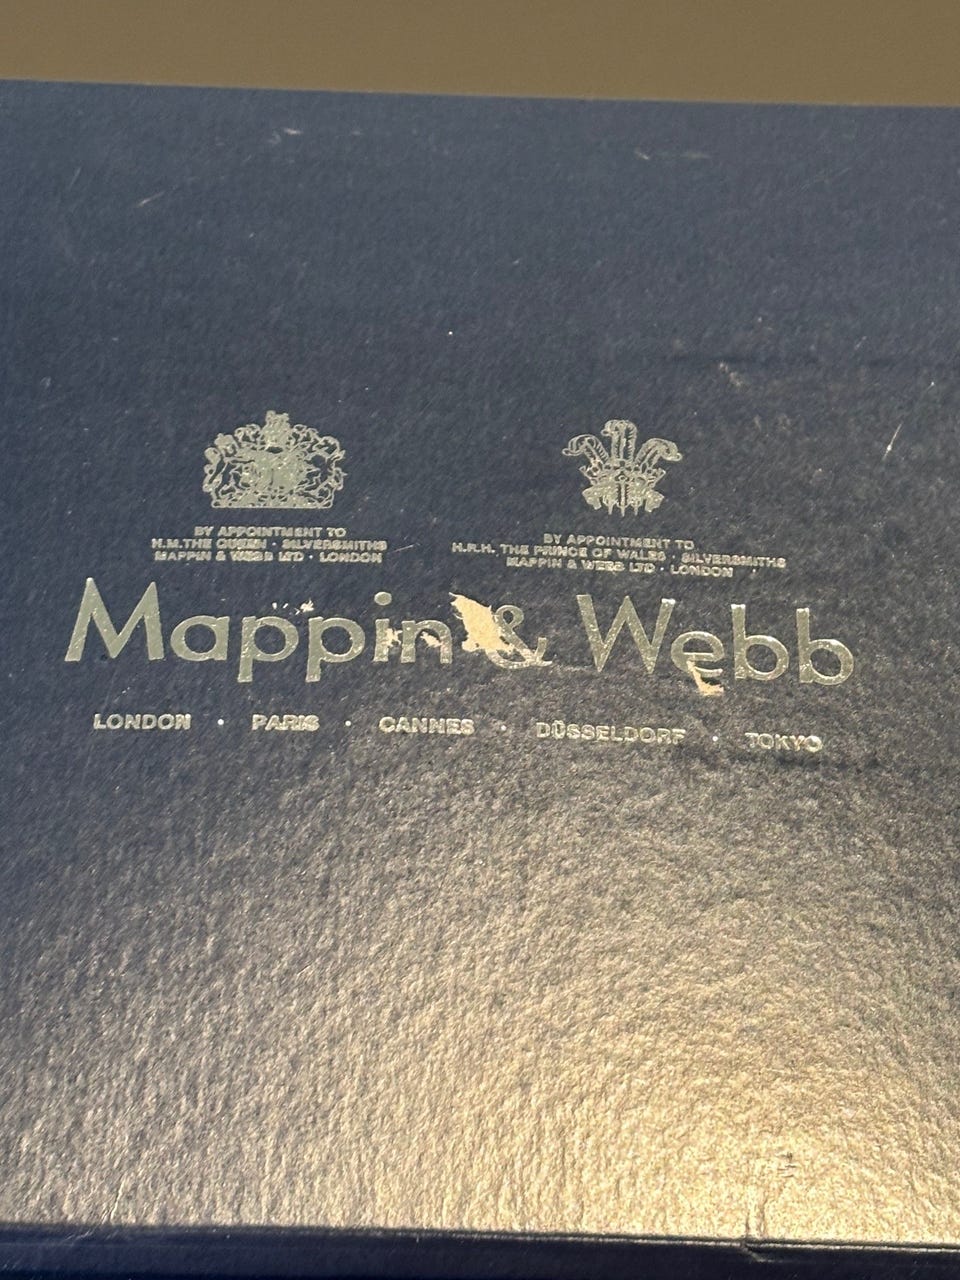 BY APPOINTMENT TO
H.M. THE QUEEN · SILVERSMITHS
MAPPIN & WEBB LTD · LONDON
BY APPOINTMENT TO
H.R.H. THE PRINCE OF WALES · SILVERSMITHS
MAPPIN & WEBB LTD · LONDON
Mappin & Webb
LONDON · PARIS · CANNES · DÜSSELDORF · TOKYO